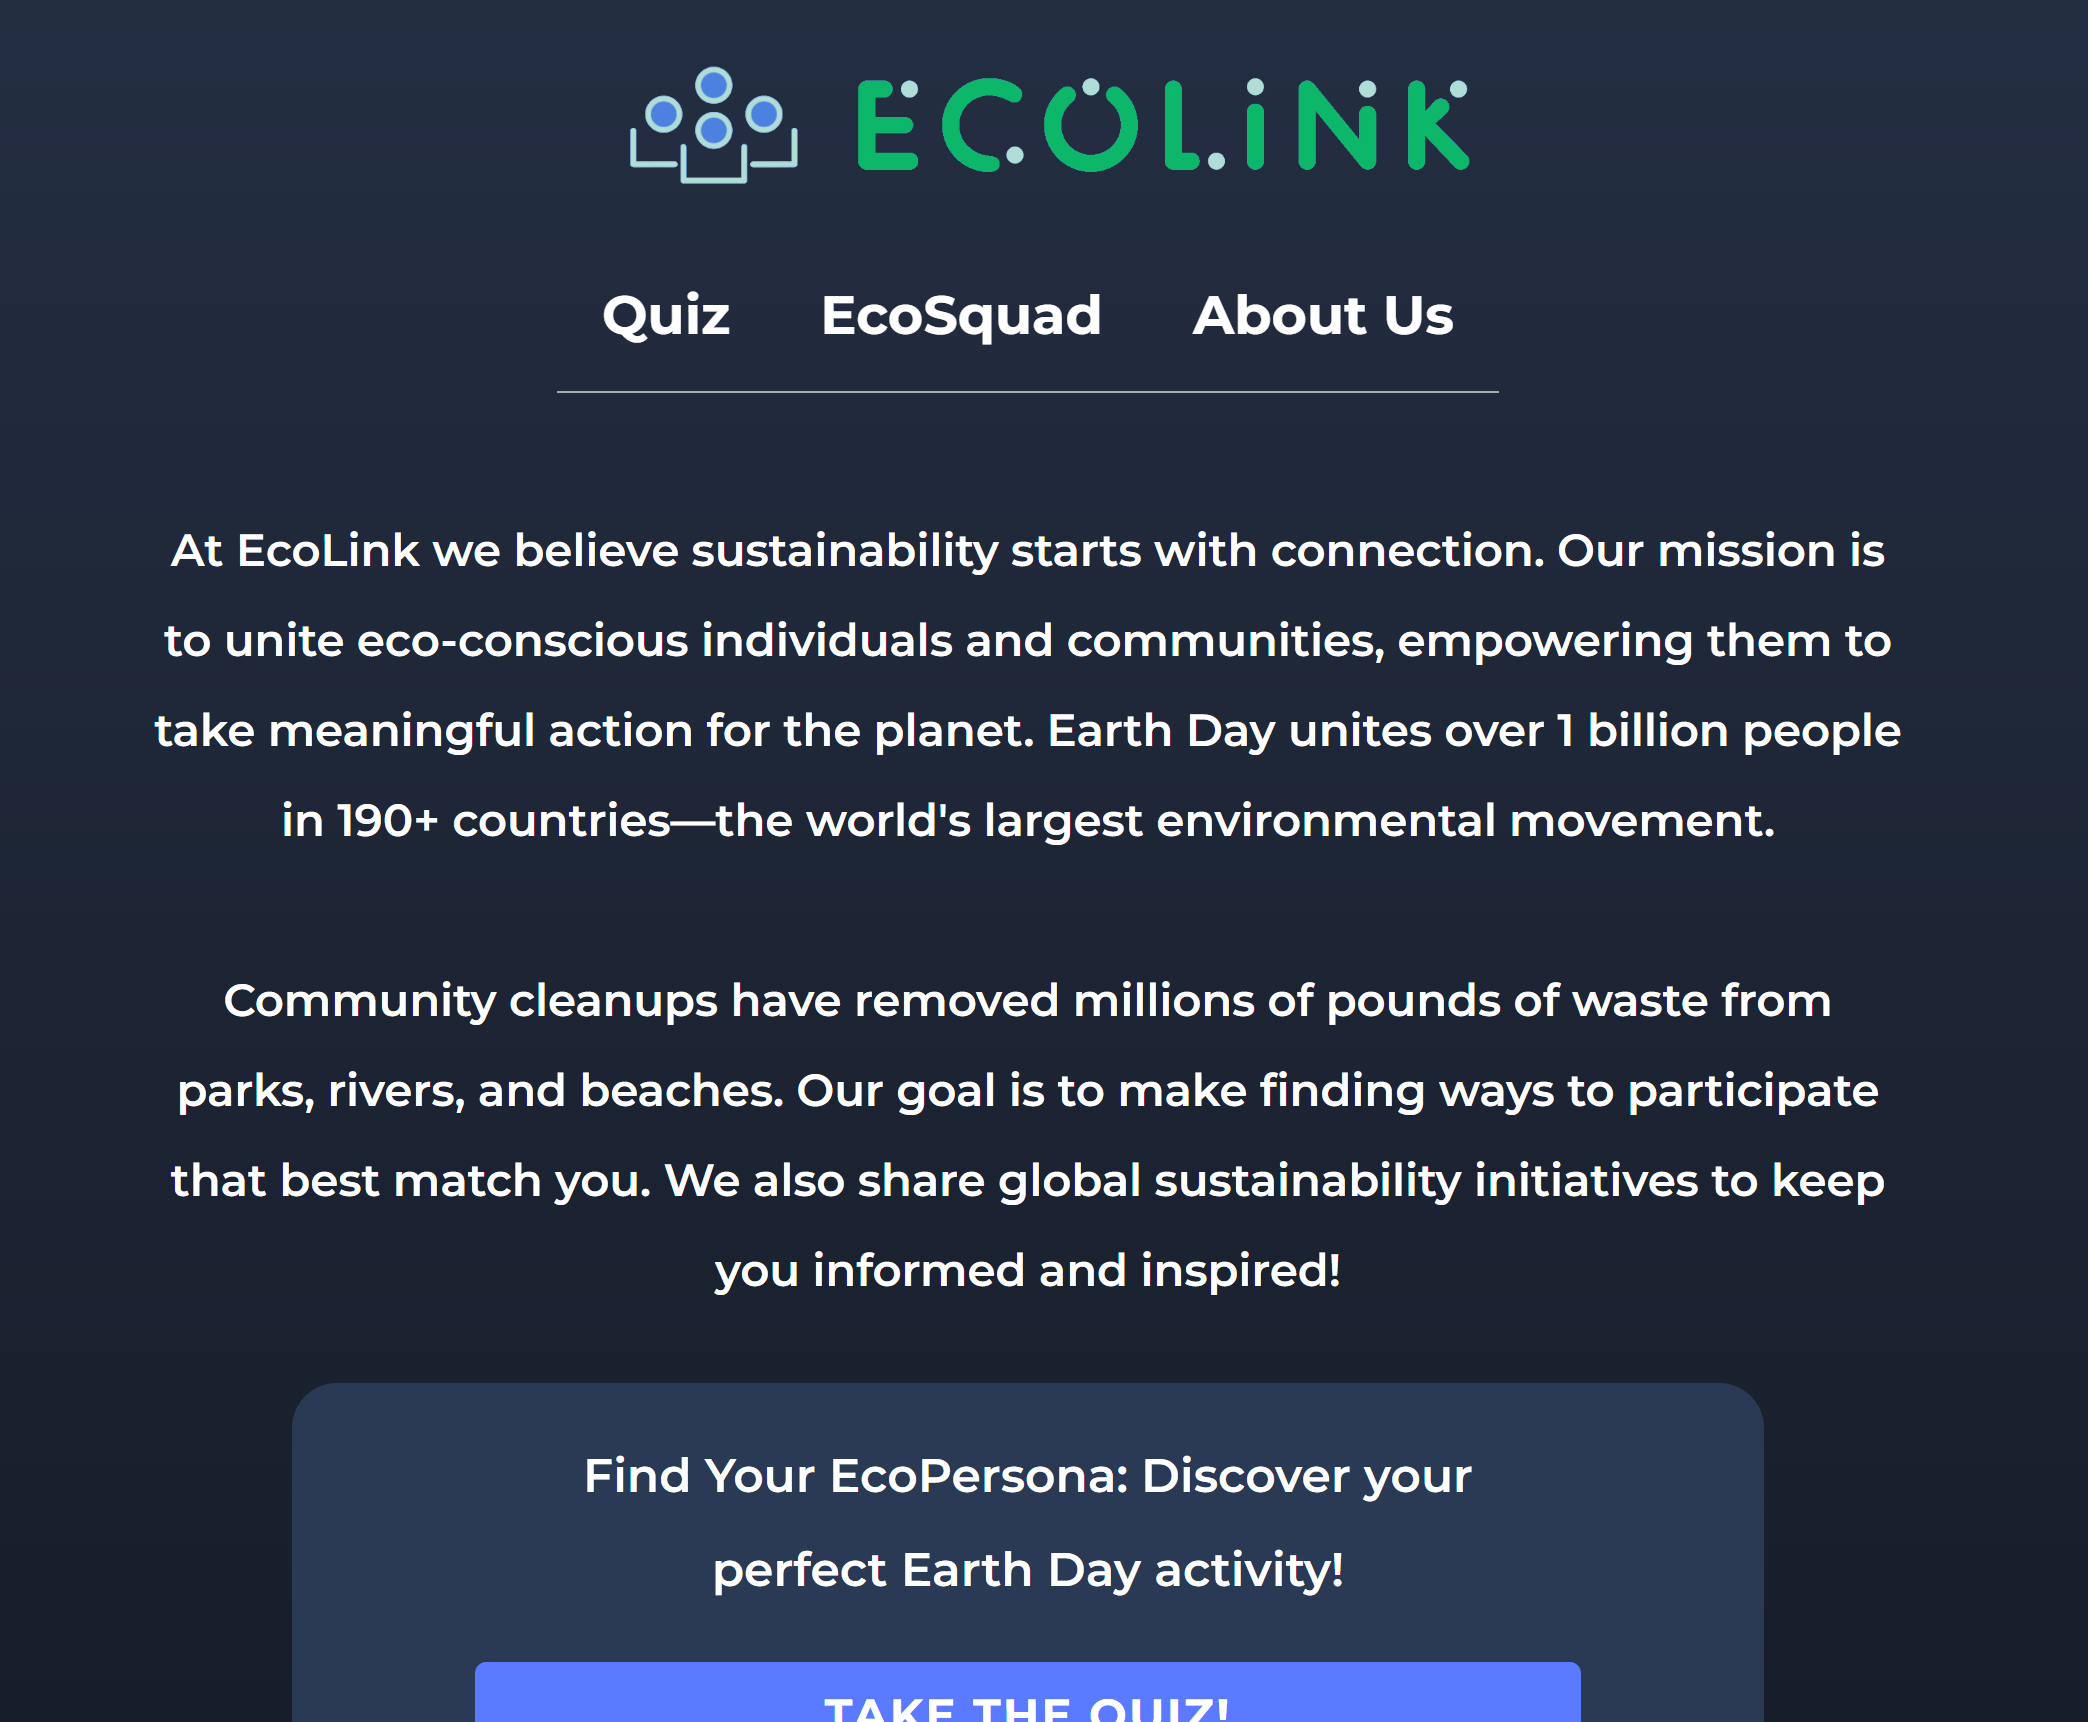 ECOLiNK
Quiz EcoSquad About Us
At EcoLink we believe sustainability starts with connection. Our mission is
to unite eco-conscious individuals and communities, empowering them to
take meaningful action for the planet. Earth Day unites over 1 billion people
in 190+ countries—the world's largest environmental movement.
Community cleanups have removed millions of pounds of waste from
parks, rivers, and beaches. Our goal is to make finding ways to participate
that best match you. We also share global sustainability initiatives to keep
you informed and inspired!
Find Your EcoPersona: Discover your
perfect Earth Day activity!
TAKE THE QUIZ!